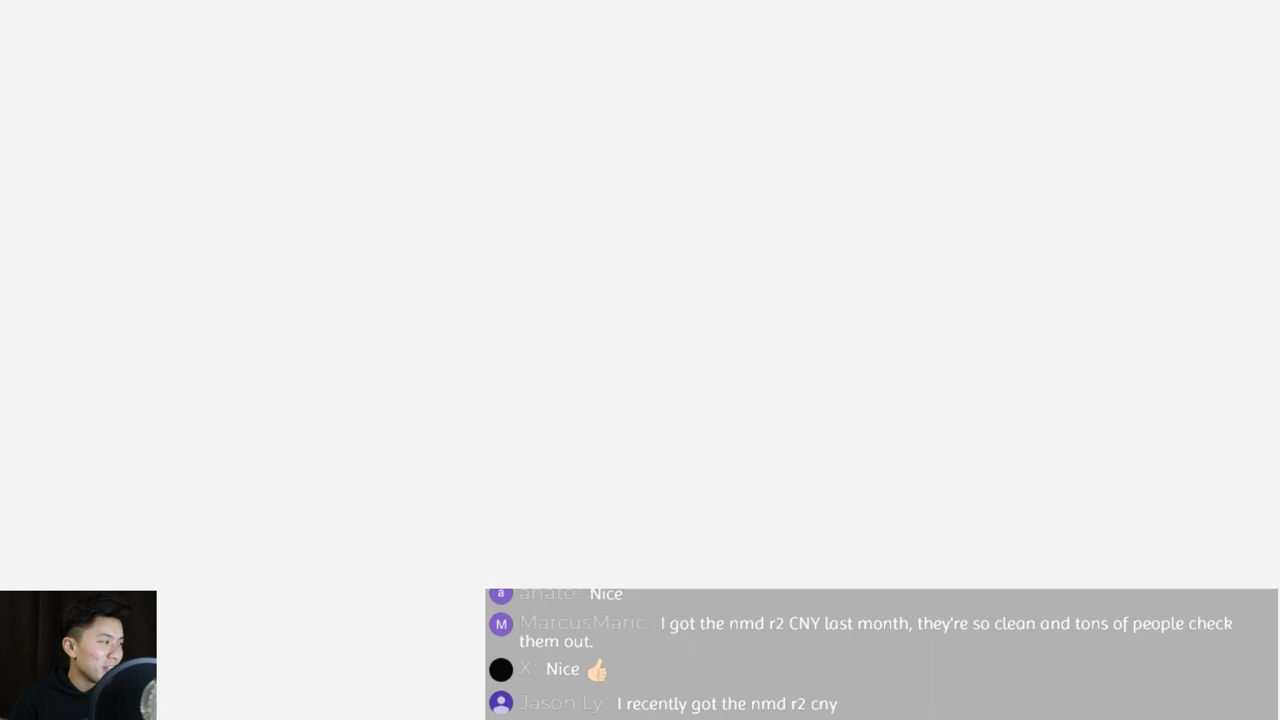 a anate: Nice
M MarcusMaric: I got the nmd r2 CNY last month, they're so clean and tons of people check
them out.
X: Nice 👍🏻
Jason Ly: I recently got the nmd r2 cny